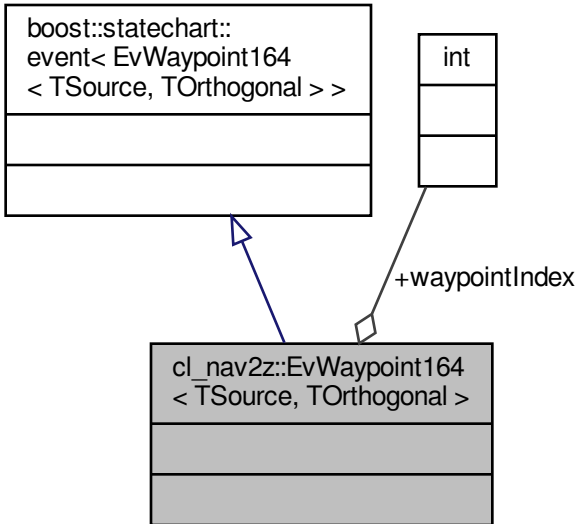 boost::statechart::
event< EvWaypoint164
< TSource, TOrthogonal > >
int
+waypointIndex
cl_nav2z::EvWaypoint164
< TSource, TOrthogonal >